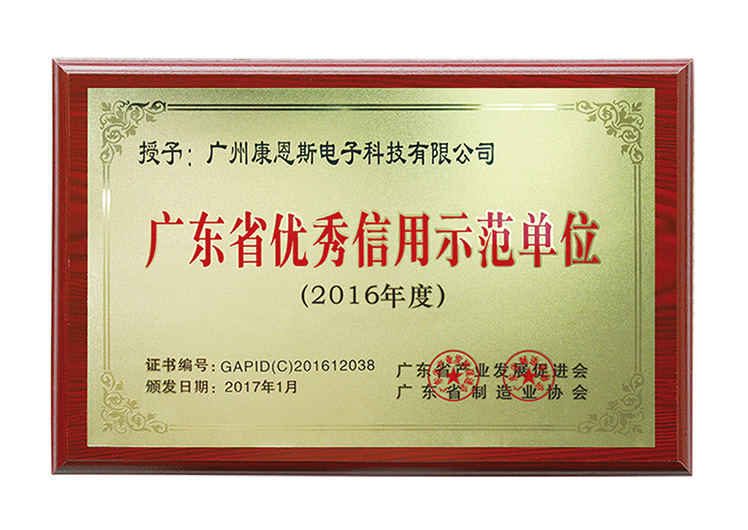 授予：广州康恩斯电子科技有限公司
广东省优秀信用示范单位
(2016年度)
证书编号：GAPID(C)201612038
颁发日期：2017年1月
广东省产业发展促进会
广东省制造业协会